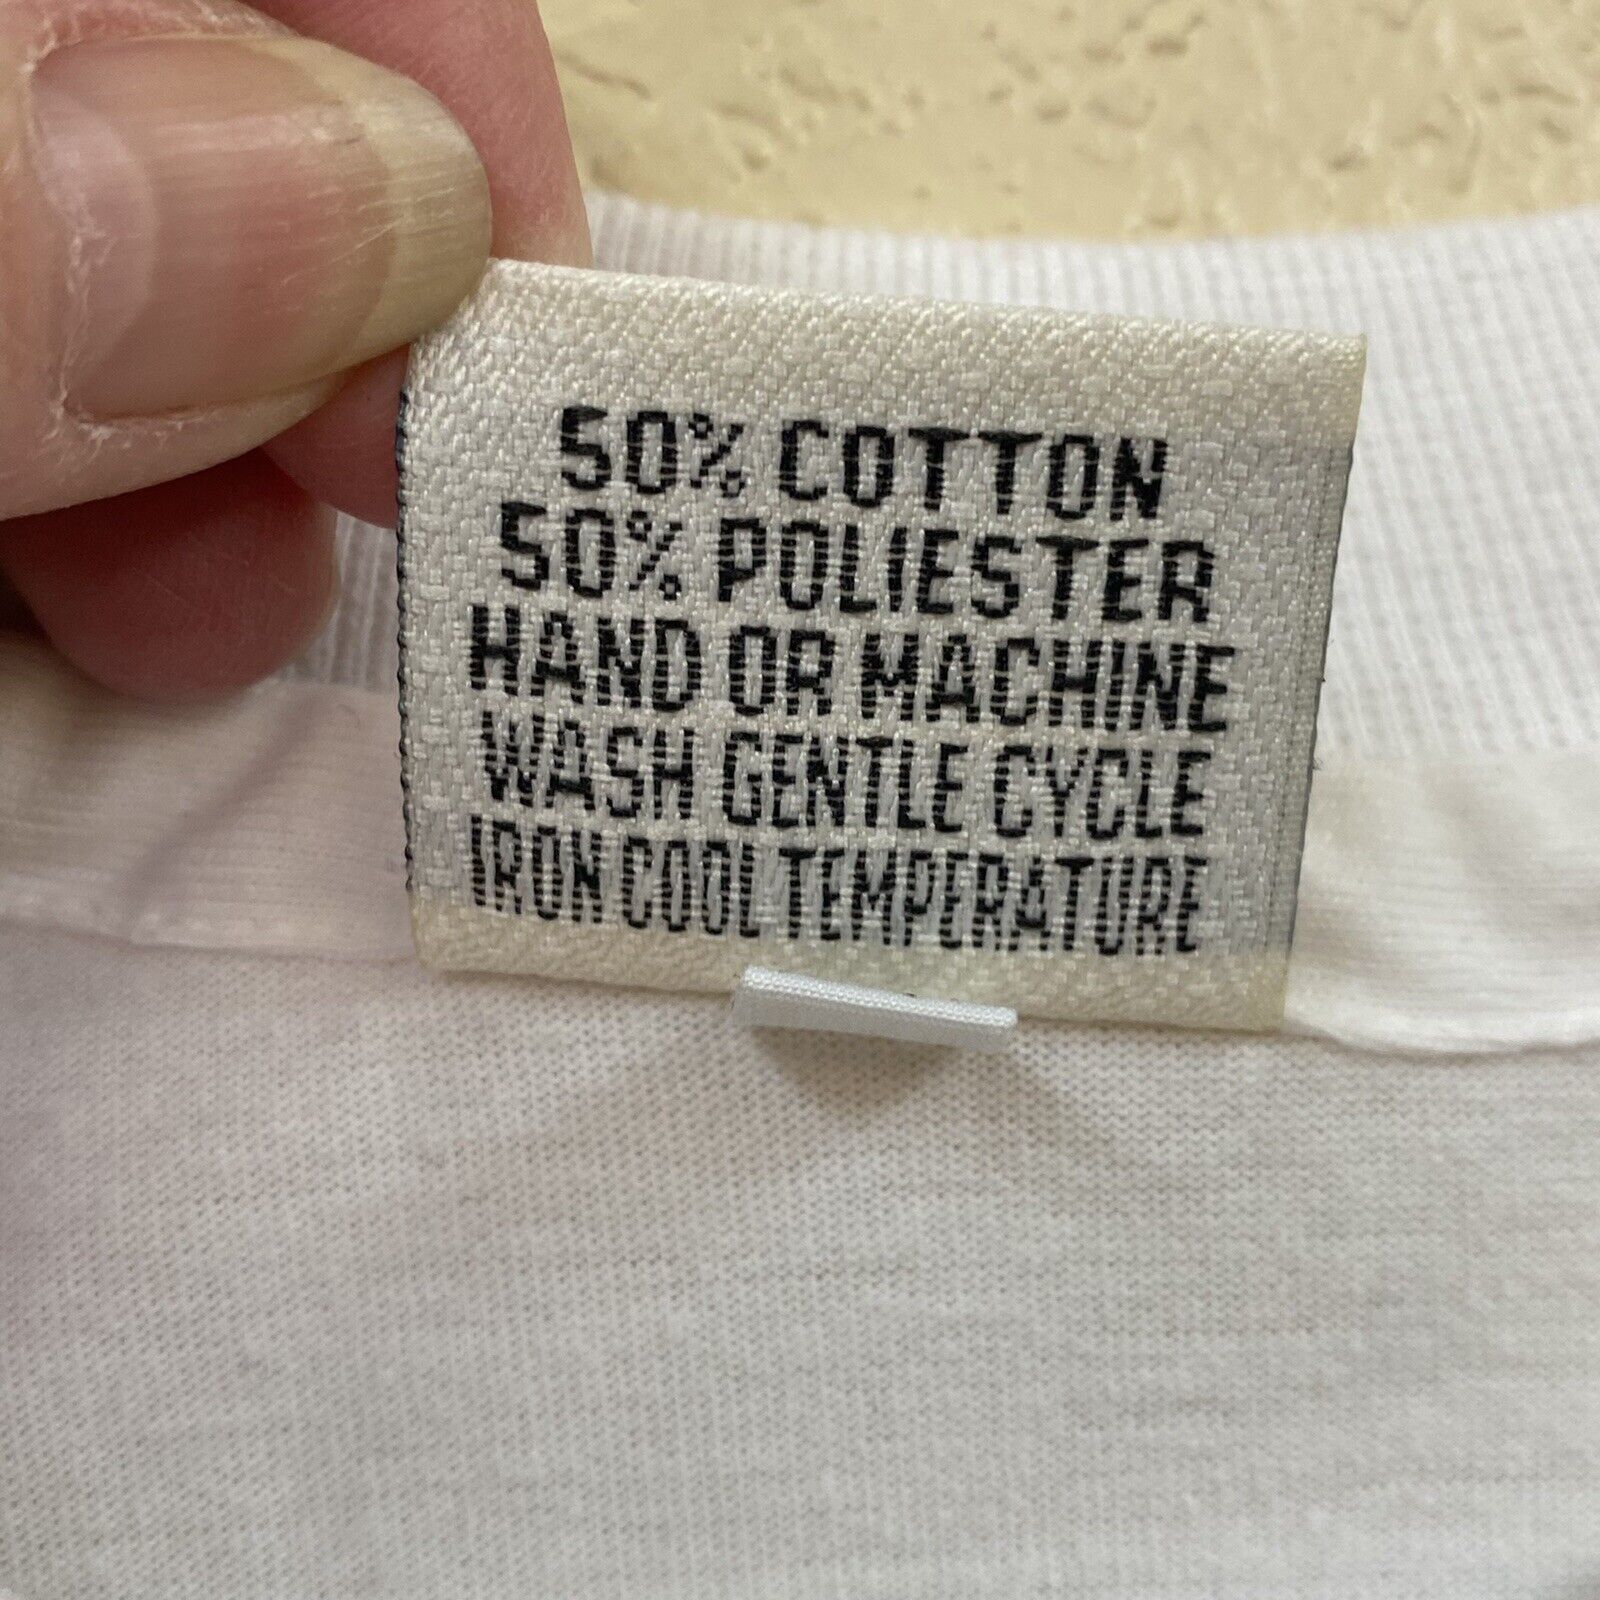 50% COTTON
50% POLIESTER
HAND OR MACHINE
WASH GENTLE CYCLE
IRON COOL TEMPERATURE